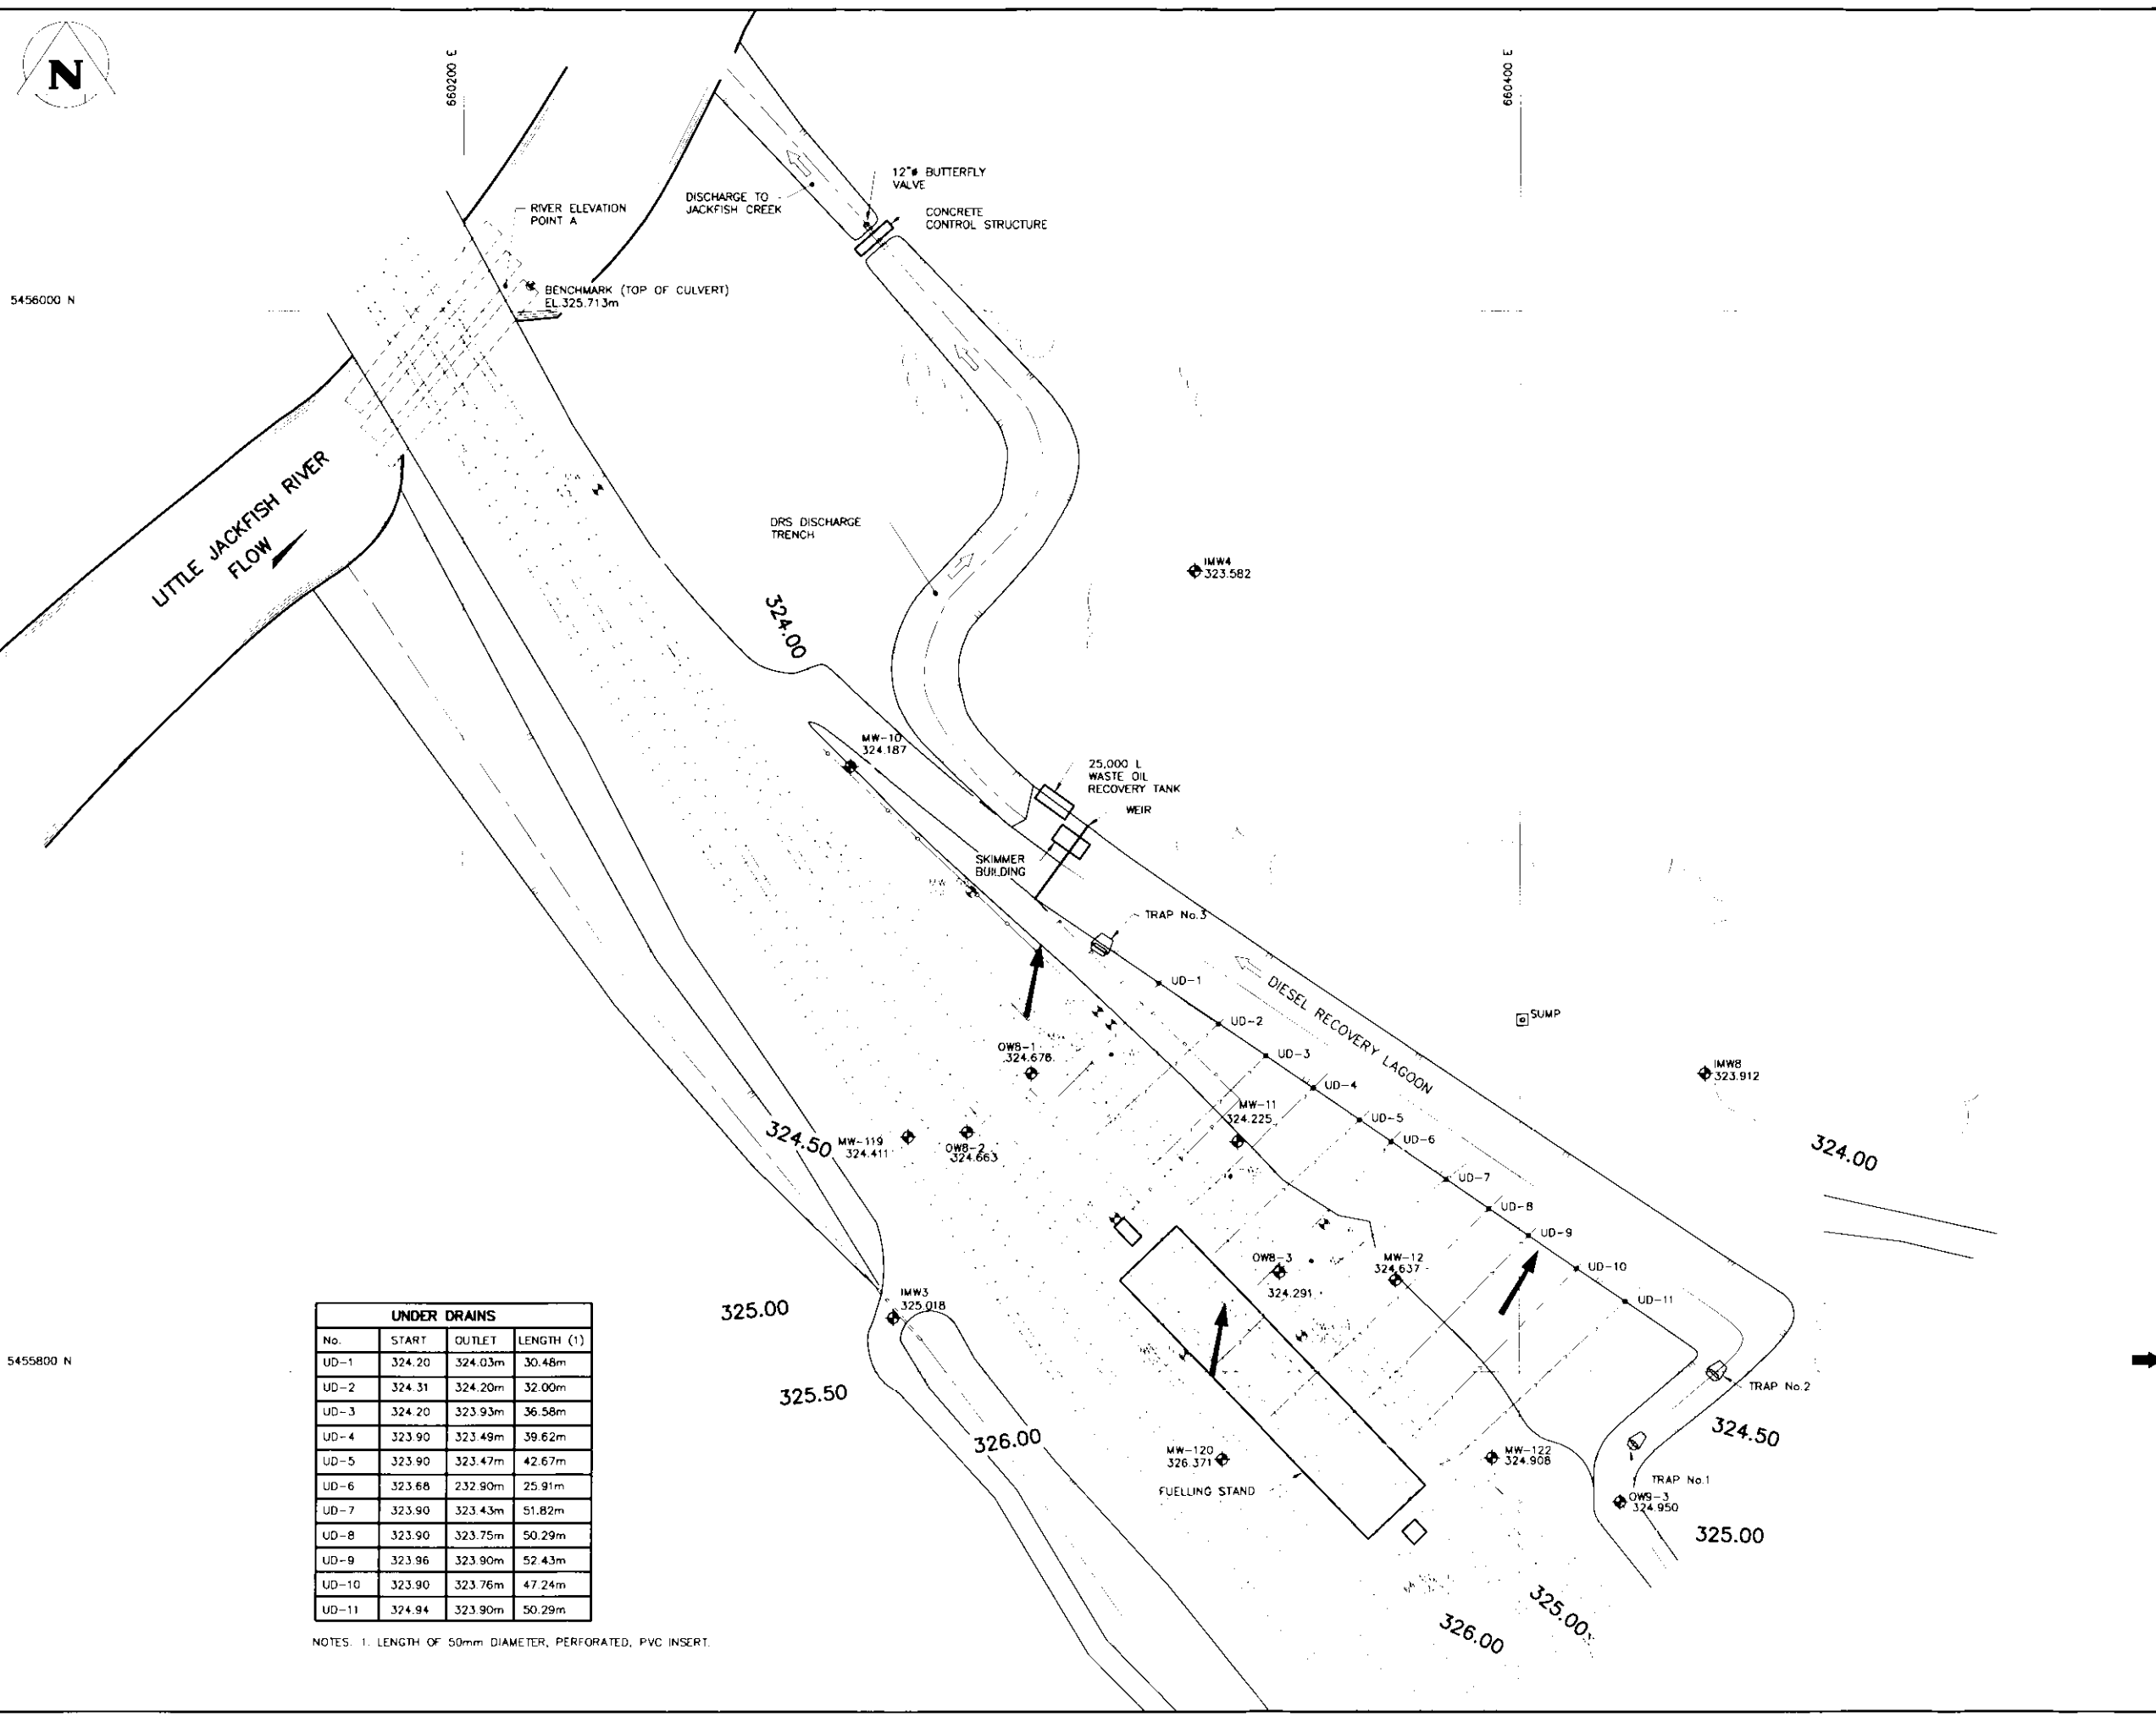 N
660200 E
660400 E
12"ø BUTTERFLY
VALVE
DISCHARGE TO
JACKFISH CREEK
RIVER ELEVATION
POINT A
CONCRETE
CONTROL STRUCTURE
BENCHMARK (TOP OF CULVERT)
EL.325.713m
5456000 N
LITTLE JACKFISH RIVER
FLOW
DRS DISCHARGE
TRENCH
IMW4
323.582
324.00
MW-10
324.187
25,000 L
WASTE OIL
RECOVERY TANK
WEIR
SKIMMER
BUILDING
TRAP No.3
UD-1
DIESEL RECOVERY LAGOON
UD-2
SUMP
OW8-1
324.678
UD-3
UD-4
IMW8
323.912
MW-11
324.225
UD-5
324.50
MW-119
324.411
OW8-2
324.663
UD-6
324.00
UD-7
UD-8
UD-9
OW8-3
324.291
MW-12
324.637
UD-10
UD-11
IMW3
325.018
325.00
5455800 N
TRAP No.2
325.50
324.50
326.00
MW-120
326.371
MW-122
324.908
FUELLING STAND
TRAP No.1
OW9-3
324.950
325.00
325.00
326.00
UNDER DRAINS
No. START OUTLET LENGTH (1)
UD-1 324.20 324.03m 30.48m
UD-2 324.31 324.20m 32.00m
UD-3 324.20 323.93m 36.58m
UD-4 323.90 323.49m 39.62m
UD-5 323.90 323.47m 42.67m
UD-6 323.68 232.90m 25.91m
UD-7 323.90 323.43m 51.82m
UD-8 323.90 323.75m 50.29m
UD-9 323.96 323.90m 52.43m
UD-10 323.90 323.76m 47.24m
UD-11 324.94 323.90m 50.29m
NOTES: 1. LENGTH OF 50mm DIAMETER, PERFORATED, PVC INSERT.